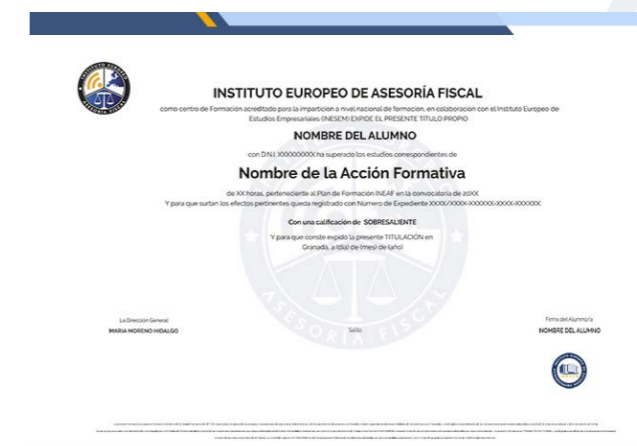 INSTITUTO EUROPEO DE ASESORÍA FISCAL
como centro de Formación acreditado para la impartición a nivel nacional de formacion, en colaboración con el Instituto Europeo de
Estudios Empresariales (INESEM) EXPIDE EL PRESENTE TÍTULO PROPIO
NOMBRE DEL ALUMNO
con D.N.I. XXXXXXXXX ha superado los estudios correspondientes de
Nombre de la Acción Formativa
de XX horas, perteneciente al Plan de Formación INEAF en la convocatoria de 20XX
Y para que surtan los efectos pertinentes queda registrado con Número de Expediente XXXX/XXXX-XXXXXX-XXXX-XXXXXX
Con una calificación de SOBRESALIENTE
Y para que conste expido la presente TITULACIÓN en
Granada, a (día) de (mes) de (año)
ASESORÍA FISCAL
La Dirección General
MARIA MORENO HIDALGO
Sello
Firma del Alumno/a
NOMBRE DEL ALUMNO